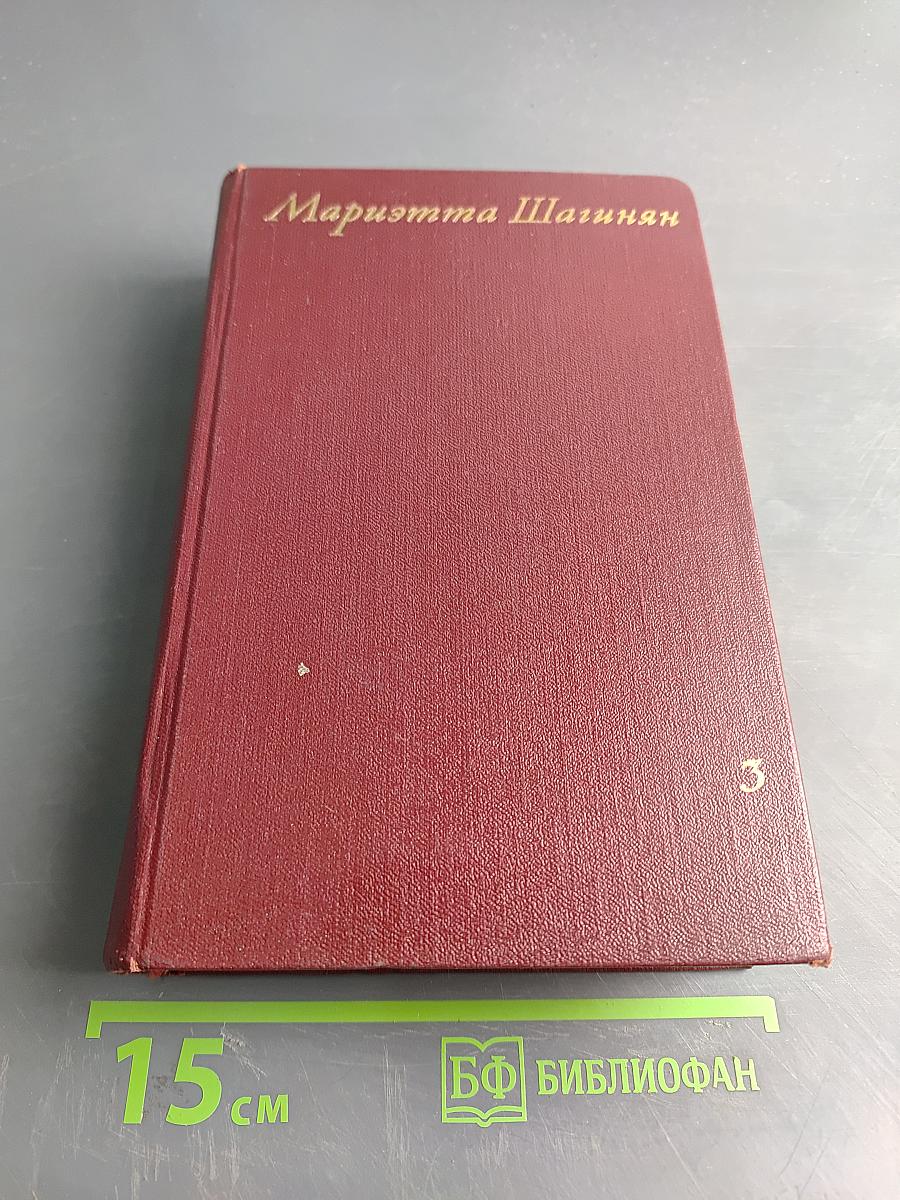 Мариэтта Шагинян
3
15 см
БФ БИБЛИОФАН